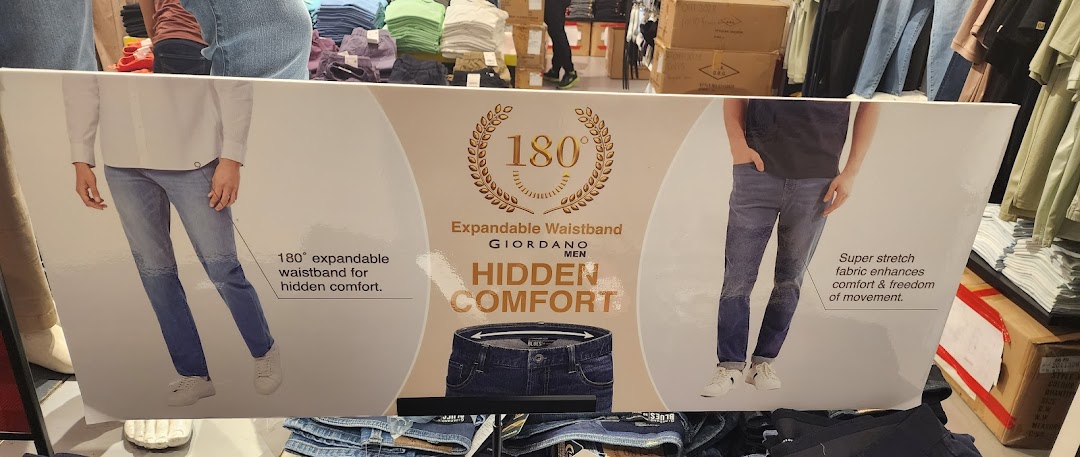 180°
Expandable Waistband
GIORDANO
MEN
HIDDEN
COMFORT
180° expandable
waistband for
hidden comfort.
Super stretch
fabric enhances
comfort & freedom
of movement.
BLUES